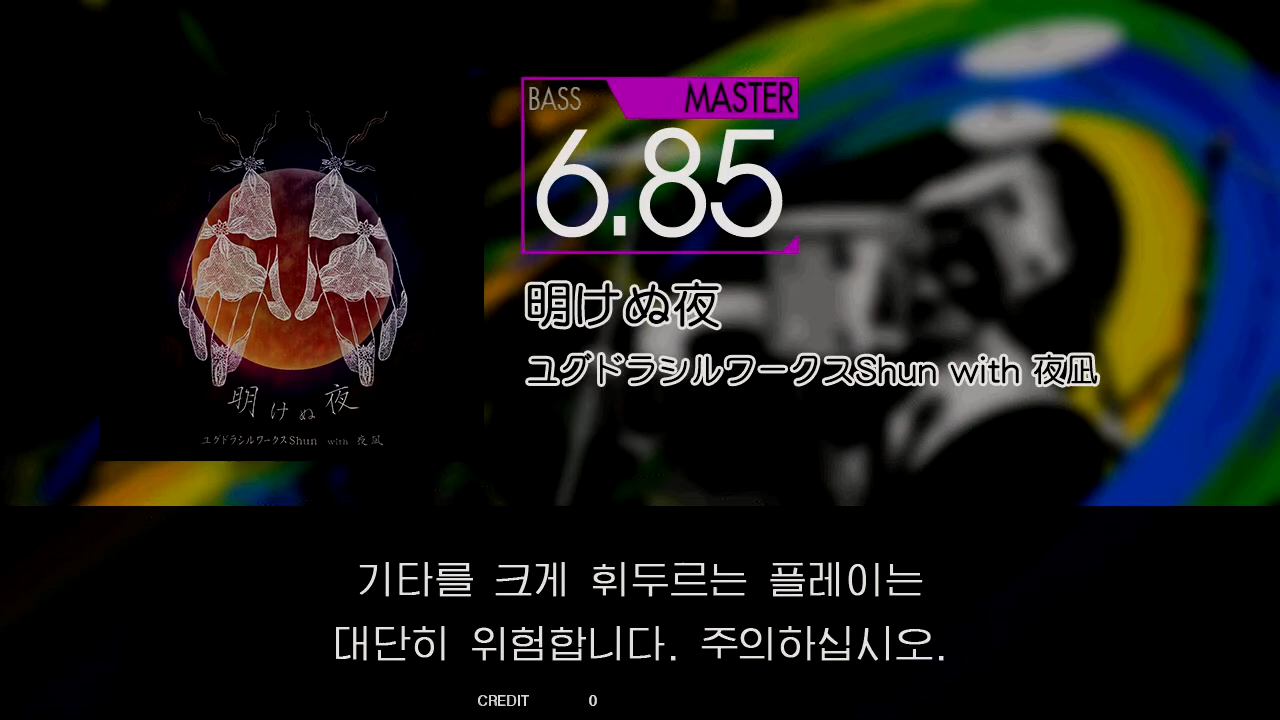 BASS MASTER
6.85
明けぬ夜
ユグドラシルワークスShun with 夜凪
明けぬ夜
ユグドラシルワークスShun with 夜凪
기타를 크게 휘두르는 플레이는
대단히 위험합니다. 주의하십시오.
CREDIT 0